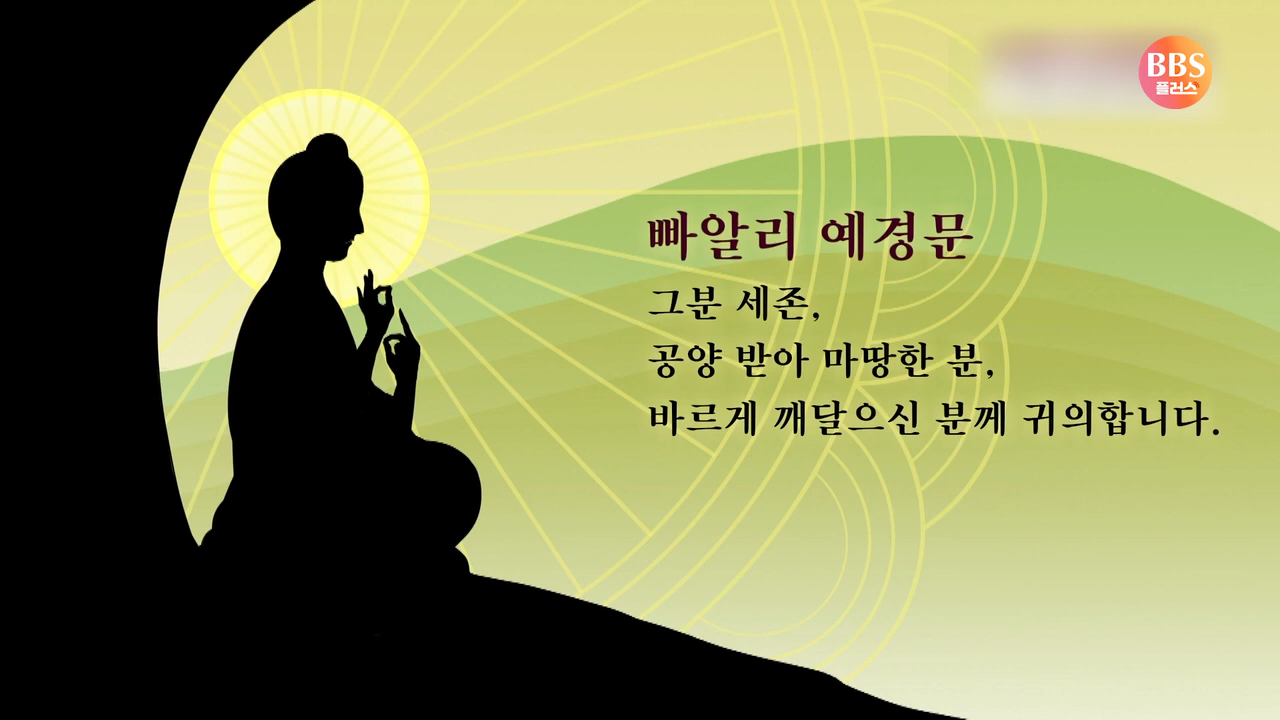 BBS
플러스
빠알리 예경문
그분 세존,
공양 받아 마땅한 분,
바르게 깨달으신 분께 귀의합니다.